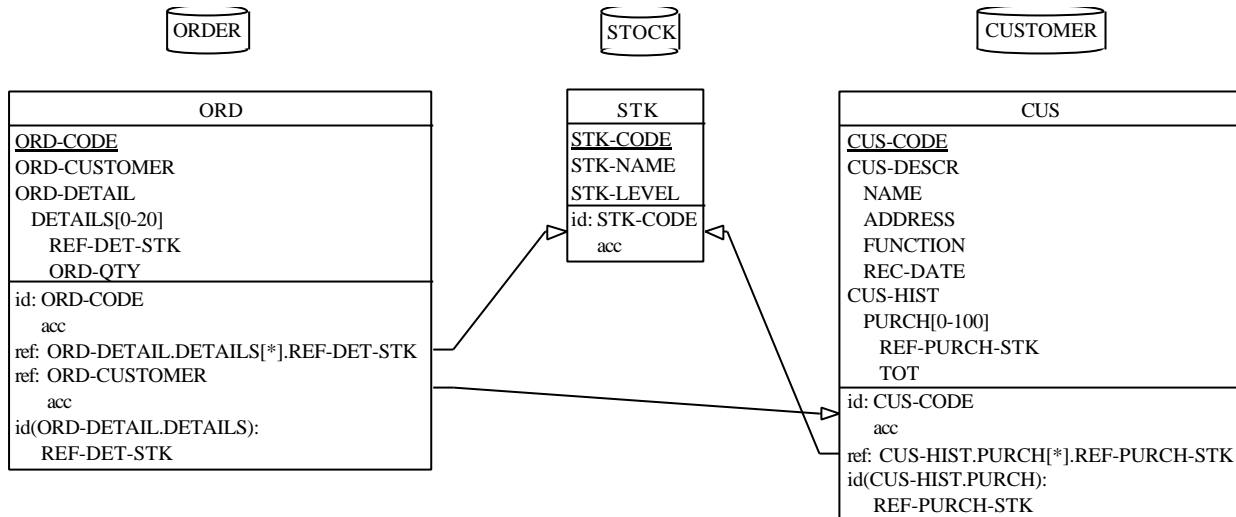 ORDER
STOCK
CUSTOMER
ORD
ORD-CODE
ORD-CUSTOMER
ORD-DETAIL
DETAILS[0-20]
REF-DET-STK
ORD-QTY
id: ORD-CODE
acc
ref: ORD-DETAIL.DETAILS[*].REF-DET-STK
ref: ORD-CUSTOMER
acc
id(ORD-DETAIL.DETAILS):
REF-DET-STK
STK
STK-CODE
STK-NAME
STK-LEVEL
id: STK-CODE
acc
CUS
CUS-CODE
CUS-DESCR
NAME
ADDRESS
FUNCTION
REC-DATE
CUS-HIST
PURCH[0-100]
REF-PURCH-STK
TOT
id: CUS-CODE
acc
ref: CUS-HIST.PURCH[*].REF-PURCH-STK
id(CUS-HIST.PURCH):
REF-PURCH-STK